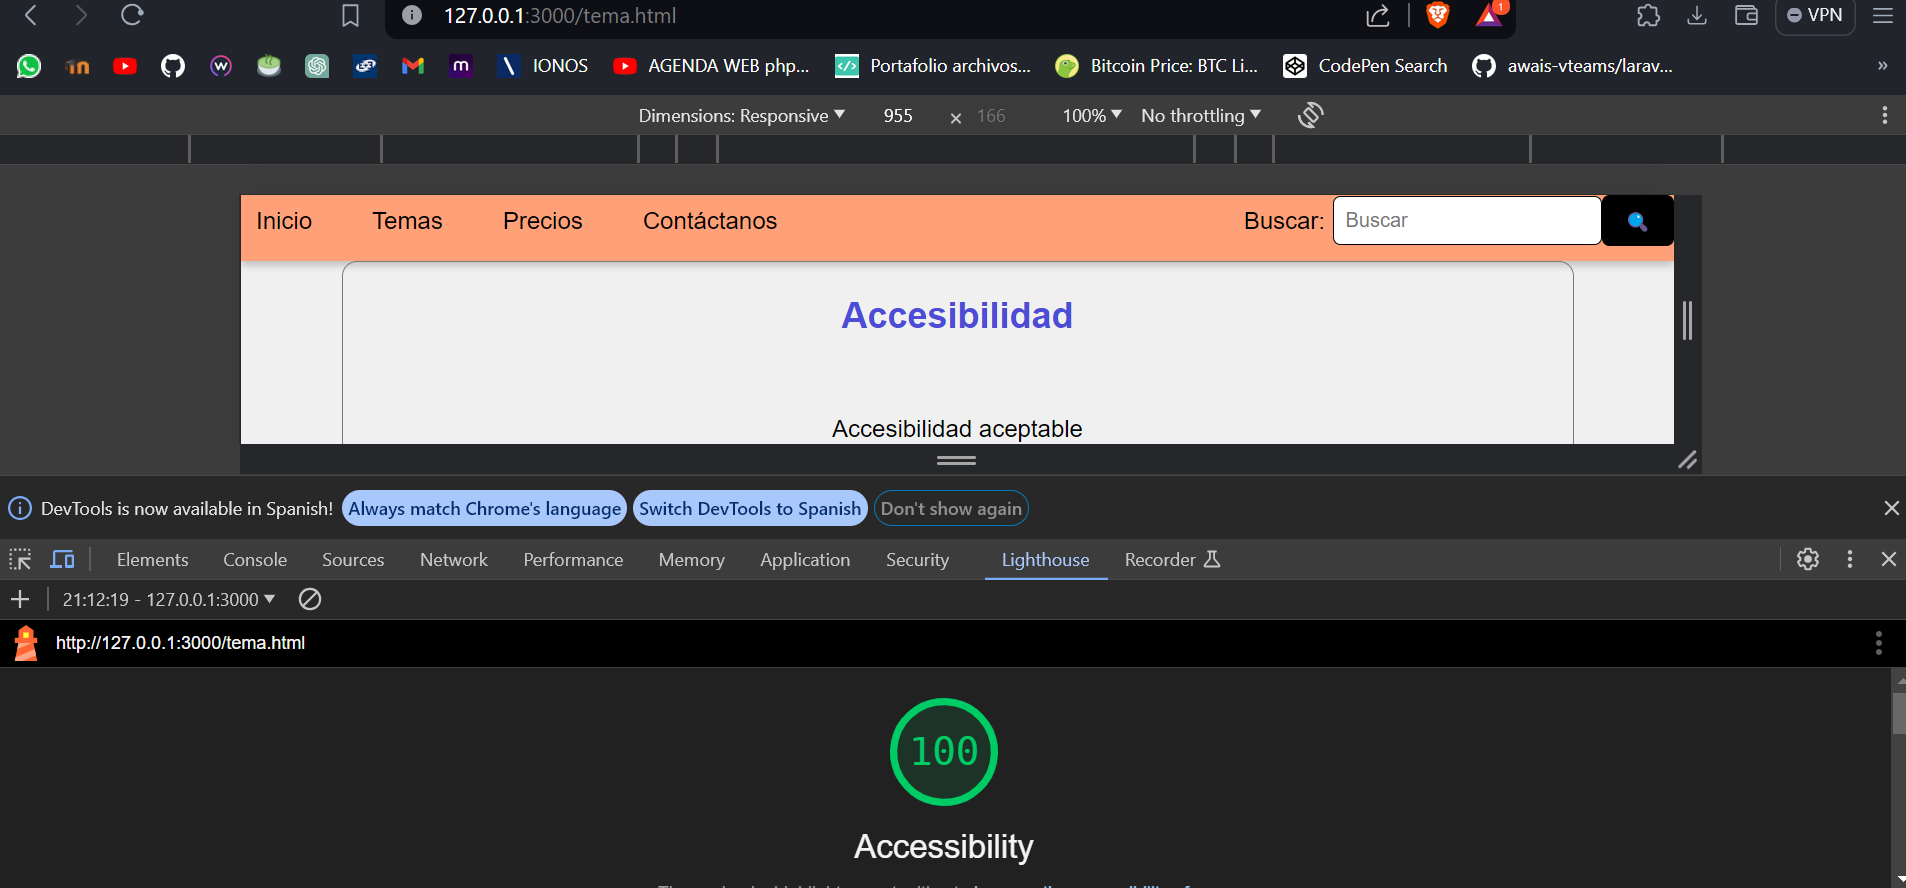 127.0.0.1:3000/tema.html
1
VPN
IONOS
AGENDA WEB php...
Portafolio archivos...
Bitcoin Price: BTC Li...
CodePen Search
awais-vteams/larav...
»
Dimensions: Responsive 955 × 166 100% No throttling
Inicio Temas Precios Contáctanos Buscar: Buscar
Accesibilidad
Accesibilidad aceptable
DevTools is now available in Spanish! Always match Chrome's language Switch DevTools to Spanish Don't show again
Elements Console Sources Network Performance Memory Application Security Lighthouse Recorder
21:12:19 - 127.0.0.1:3000
http://127.0.0.1:3000/tema.html
100
Accessibility